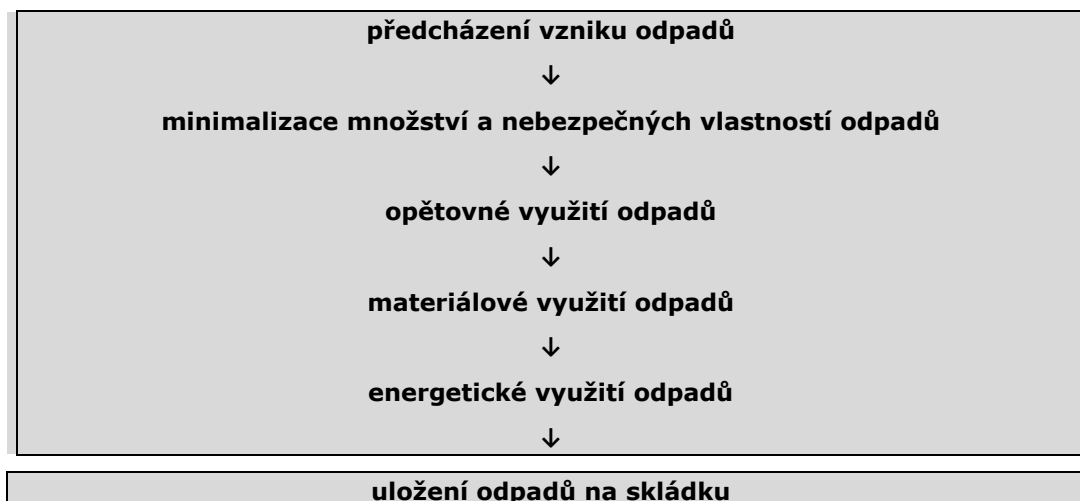 předcházení vzniku odpadů
↓
minimalizace množství a nebezpečných vlastností odpadů
↓
opětovné využití odpadů
↓
materiálové využití odpadů
↓
energetické využití odpadů
↓
uložení odpadů na skládku